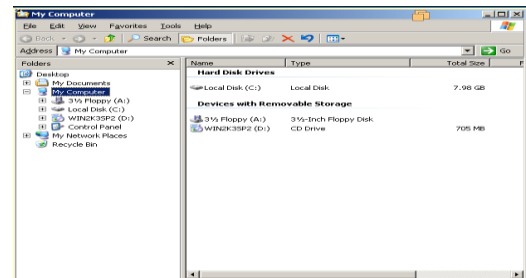 My Computer
File Edit View Favorites Tools Help
Back Search Folders
Address My Computer Go
Folders
Desktop
My Documents
My Computer
3½ Floppy (A:)
Local Disk (C:)
WIN2K3SP2 (D:)
Control Panel
My Network Places
Recycle Bin
Name Type Total Size F
Hard Disk Drives
Local Disk (C:) Local Disk 7.98 GB
Devices with Removable Storage
3½ Floppy (A:) 3½-Inch Floppy Disk
WIN2K3SP2 (D:) CD Drive 705 MB